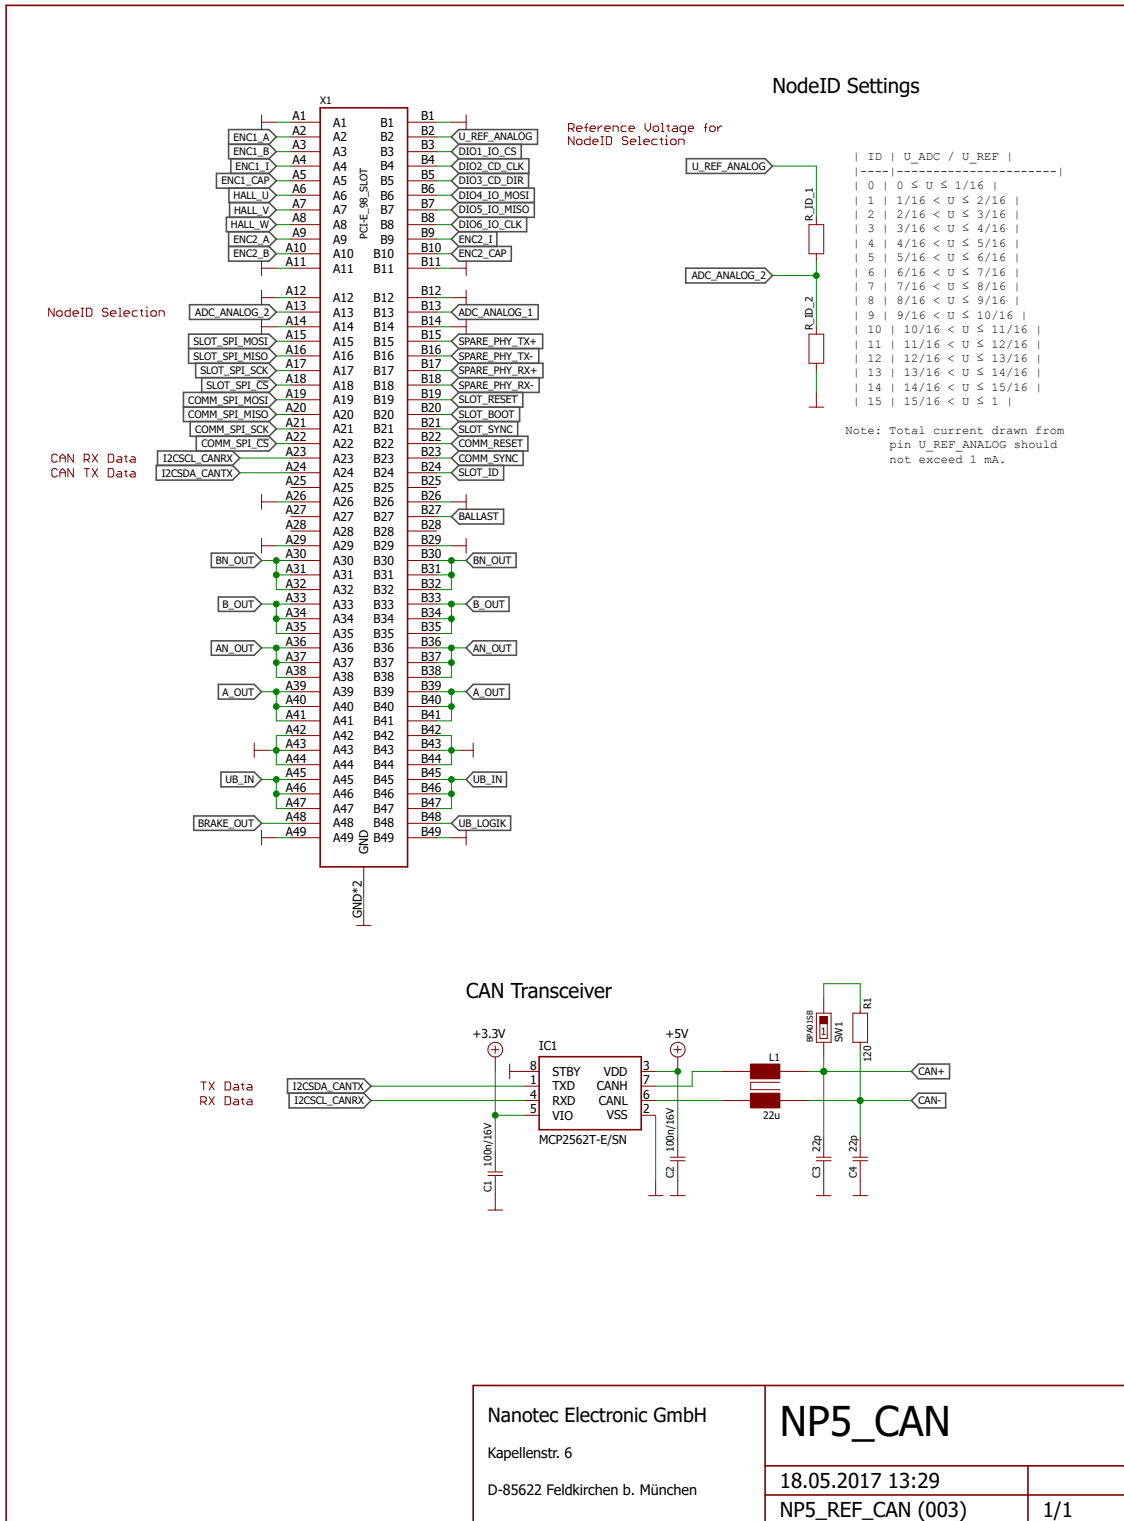 NodeID Settings
X1
PCI-E_98_SLOT
A1 A1 B1 B1
ENC1_A A2 A2 B2 B2 U_REF_ANALOG
ENC1_B A3 A3 B3 B3 DIO1_IO_CS
ENC1_I A4 A4 B4 B4 DIO2_CD_CLK
ENC1_CAP A5 A5 B5 B5 DIO3_CD_DIR
HALL_U A6 A6 B6 B6 DIO4_IO_MOSI
HALL_V A7 A7 B7 B7 DIO5_IO_MISO
HALL_W A8 A8 B8 B8 DIO6_IO_CLK
ENC2_A A9 A9 B9 B9 ENC2_I
ENC2_B A10 A10 B10 B10 ENC2_CAP
A11 A11 B11 B11
A12 A12 B12 B12
NodeID Selection ADC_ANALOG_2 A13 A13 B13 B13 ADC_ANALOG_1
A14 A14 B14 B14
SLOT_SPI_MOSI A15 A15 B15 B15 SPARE_PHY_TX+
SLOT_SPI_MISO A16 A16 B16 B16 SPARE_PHY_TX-
SLOT_SPI_SCK A17 A17 B17 B17 SPARE_PHY_RX+
SLOT_SPI_CS A18 A18 B18 B18 SPARE_PHY_RX-
COMM_SPI_MOSI A19 A19 B19 B19 SLOT_RESET
COMM_SPI_MISO A20 A20 B20 B20 SLOT_BOOT
COMM_SPI_SCK A21 A21 B21 B21 SLOT_SYNC
COMM_SPI_CS A22 A22 B22 B22 COMM_RESET
CAN RX Data I2CSCL_CANRX A23 A23 B23 B23 COMM_SYNC
CAN TX Data I2CSDA_CANTX A24 A24 B24 B24 SLOT_ID
A25 A25 B25 B25
A26 A26 B26 B26
A27 A27 B27 B27 BALLAST
A28 A28 B28 B28
A29 A29 B29 B29
BN_OUT A30 A30 B30 B30 BN_OUT
A31 A31 B31 B31
A32 A32 B32 B32
B_OUT A33 A33 B33 B33 B_OUT
A34 A34 B34 B34
A35 A35 B35 B35
AN_OUT A36 A36 B36 B36 AN_OUT
A37 A37 B37 B37
A38 A38 B38 B38
A_OUT A39 A39 B39 B39 A_OUT
A40 A40 B40 B40
A41 A41 B41 B41
A42 A42 B42 B42
A43 A43 B43 B43
A44 A44 B44 B44
UB_IN A45 A45 B45 B45 UB_IN
A46 A46 B46 B46
A47 A47 B47 B47
BRAKE_OUT A48 A48 B48 B48 UB_LOGIK
A49 A49 B49 B49
GND
GND*2
Reference Voltage for
NodeID Selection
U_REF_ANALOG
R_ID_1
ADC_ANALOG_2
R_ID_2
| ID | U_ADC / U_REF |
|----|----------------------|
| 0 | 0 ≤ U ≤ 1/16 |
| 1 | 1/16 < U ≤ 2/16 |
| 2 | 2/16 < U ≤ 3/16 |
| 3 | 3/16 < U ≤ 4/16 |
| 4 | 4/16 < U ≤ 5/16 |
| 5 | 5/16 < U ≤ 6/16 |
| 6 | 6/16 < U ≤ 7/16 |
| 7 | 7/16 < U ≤ 8/16 |
| 8 | 8/16 < U ≤ 9/16 |
| 9 | 9/16 < U ≤ 10/16 |
| 10 | 10/16 < U ≤ 11/16 |
| 11 | 11/16 < U ≤ 12/16 |
| 12 | 12/16 < U ≤ 13/16 |
| 13 | 13/16 < U ≤ 14/16 |
| 14 | 14/16 < U ≤ 15/16 |
| 15 | 15/16 < U ≤ 1 |
Note: Total current drawn from
pin U_REF_ANALOG should
not exceed 1 mA.
CAN Transceiver
+3.3V
IC1
+5V
8 STBY VDD 3
TX Data I2CSDA_CANTX 1 TXD CANH 7
RX Data I2CSCL_CANRX 4 RXD CANL 6
5 VIO VSS 2
MCP2562T-E/SN
C1 100n/16V
C2 100n/16V
L1
22u
BPA01SB
1
SW1
R1
120
CAN+
CAN-
C3 22p
C4 22p
Nanotec Electronic GmbH
Kapellenstr. 6
D-85622 Feldkirchen b. München
NP5_CAN
18.05.2017 13:29
NP5_REF_CAN (003) 1/1